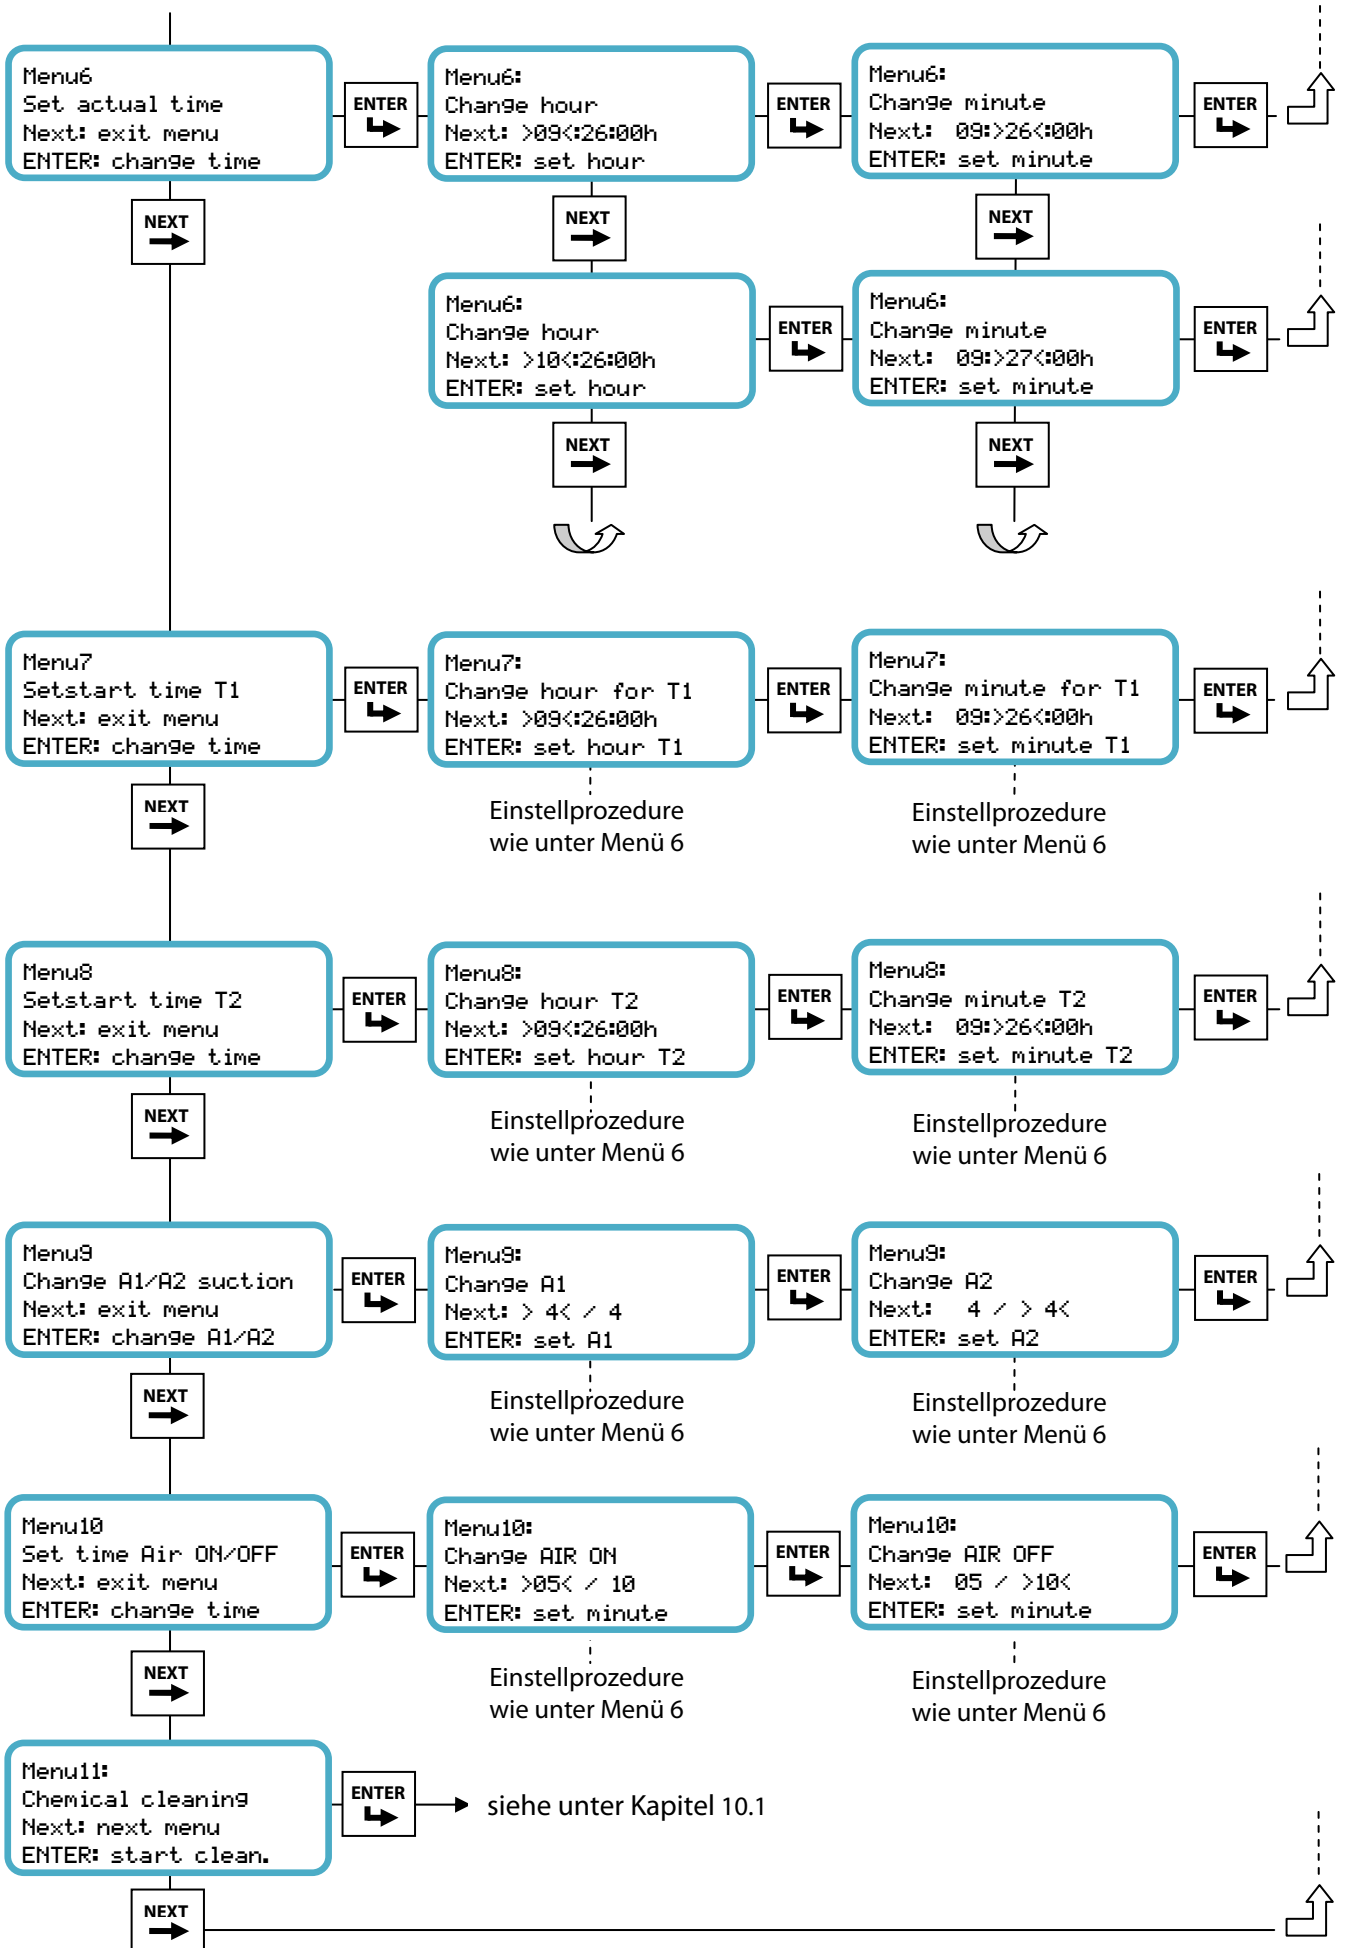 Menu6
Set actual time
Next: exit menu
ENTER: change time
ENTER
Menu6:
Change hour
Next: >09<:26:00h
ENTER: set hour
ENTER
Menu6:
Change minute
Next:  09:>26<:00h
ENTER: set minute
ENTER
NEXT
NEXT
NEXT
Menu6:
Change hour
Next: >10<:26:00h
ENTER: set hour
ENTER
Menu6:
Change minute
Next:  09:>27<:00h
ENTER: set minute
ENTER
NEXT
NEXT
Menu7
Setstart time T1
Next: exit menu
ENTER: change time
ENTER
Menu7:
Change hour for T1
Next: >09<:26:00h
ENTER: set hour T1
ENTER
Menu7:
Change minute for T1
Next:  09:>26<:00h
ENTER: set minute T1
ENTER
NEXT
Einstellprozedure
wie unter Menü 6
Einstellprozedure
wie unter Menü 6
Menu8
Setstart time T2
Next: exit menu
ENTER: change time
ENTER
Menu8:
Change hour T2
Next: >09<:26:00h
ENTER: set hour T2
ENTER
Menu8:
Change minute T2
Next:  09:>26<:00h
ENTER: set minute T2
ENTER
NEXT
Einstellprozedure
wie unter Menü 6
Einstellprozedure
wie unter Menü 6
Menu9
Change A1/A2 suction
Next: exit menu
ENTER: change A1/A2
ENTER
Menu9:
Change A1
Next: > 4< / 4
ENTER: set A1
ENTER
Menu9:
Change A2
Next:  4 / > 4<
ENTER: set A2
ENTER
NEXT
Einstellprozedure
wie unter Menü 6
Einstellprozedure
wie unter Menü 6
Menu10
Set time Air ON/OFF
Next: exit menu
ENTER: change time
ENTER
Menu10:
Change AIR ON
Next: >05< / 10
ENTER: set minute
ENTER
Menu10:
Change AIR OFF
Next:  05 / >10<
ENTER: set minute
ENTER
NEXT
Einstellprozedure
wie unter Menü 6
Einstellprozedure
wie unter Menü 6
Menu11:
Chemical cleaning
Next: next menu
ENTER: start clean.
ENTER
siehe unter Kapitel 10.1
NEXT